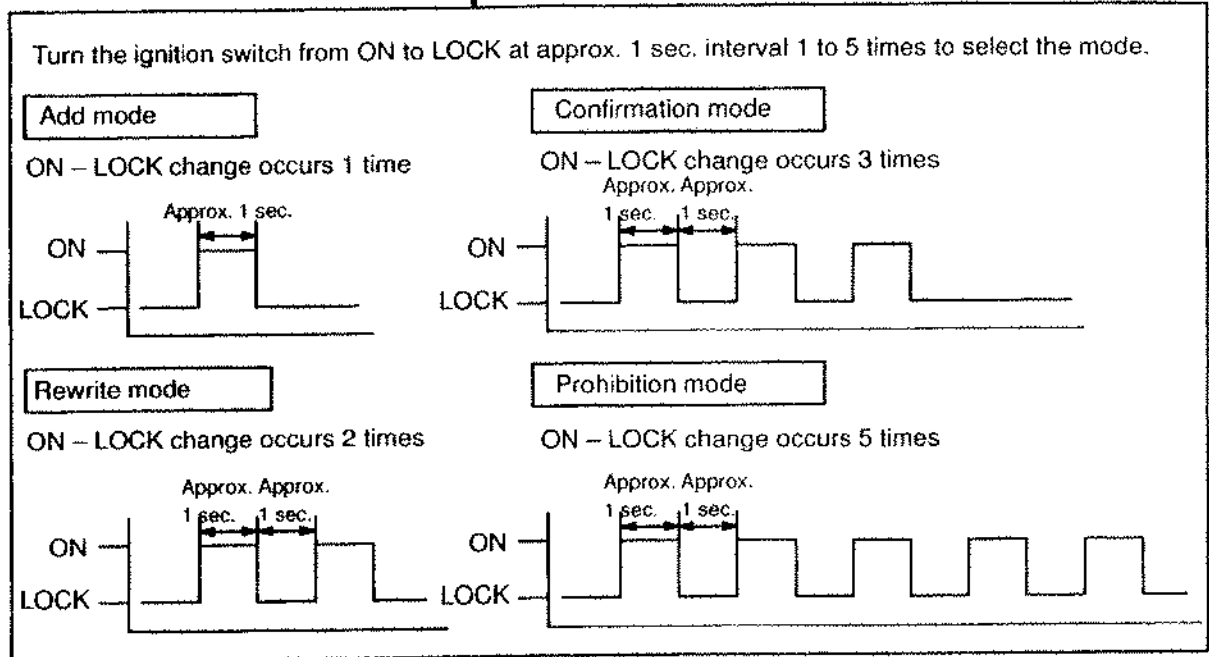 Turn the ignition switch from ON to LOCK at approx. 1 sec. interval 1 to 5 times to select the mode.
Add mode
ON – LOCK change occurs 1 time
Approx. 1 sec.
ON
LOCK
Confirmation mode
ON – LOCK change occurs 3 times
Approx. Approx.
1 sec. 1 sec.
ON
LOCK
Rewrite mode
ON – LOCK change occurs 2 times
Approx. Approx.
1 sec. 1 sec.
ON
LOCK
Prohibition mode
ON – LOCK change occurs 5 times
Approx. Approx.
1 sec. 1 sec.
ON
LOCK